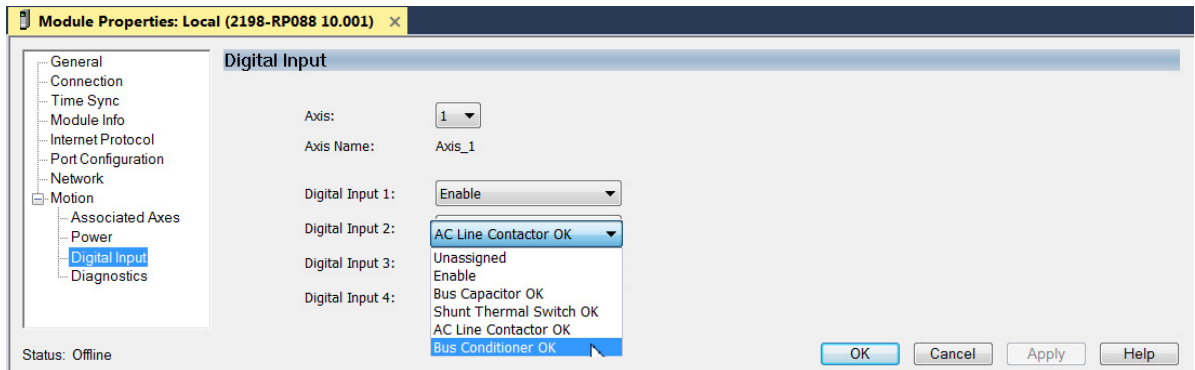 Module Properties: Local (2198-RP088 10.001) ×
General
Connection
Time Sync
Module Info
Internet Protocol
Port Configuration
Network
Motion
Associated Axes
Power
Digital Input
Diagnostics
Digital Input
Axis: 1
Axis Name: Axis_1
Digital Input 1: Enable
Digital Input 2: AC Line Contactor OK
Digital Input 3:
Digital Input 4:
Unassigned
Enable
Bus Capacitor OK
Shunt Thermal Switch OK
AC Line Contactor OK
Bus Conditioner OK
Status: Offline
OK Cancel Apply Help